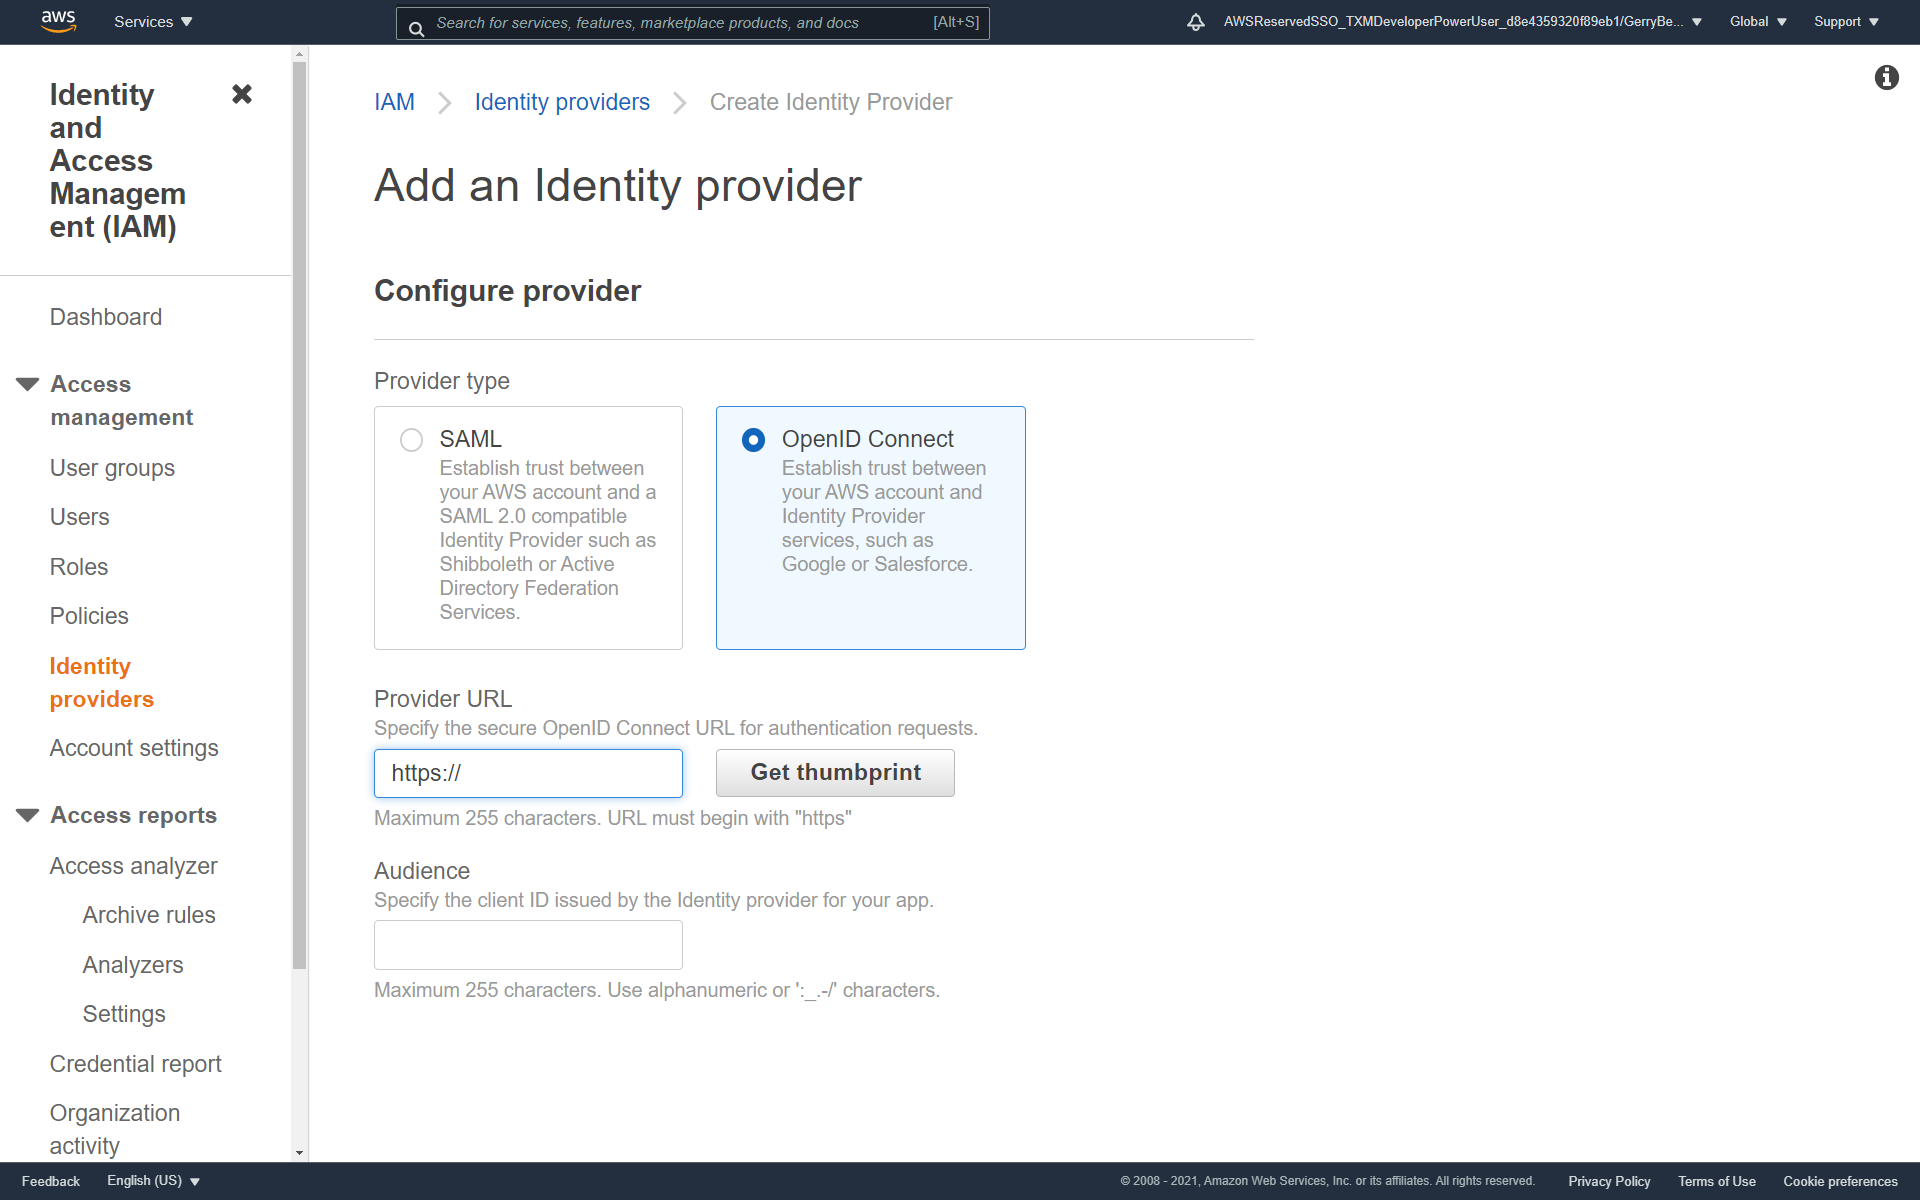 aws
Services
Search for services, features, marketplace products, and docs
[Alt+S]
AWSReservedSSO_TXMDeveloperPowerUser_d8e4359320f89eb1/GerryBe...
Global
Support
Identity
and
Access
Managem
ent (IAM)
Dashboard
Access
management
User groups
Users
Roles
Policies
Identity
providers
Account settings
Access reports
Access analyzer
Archive rules
Analyzers
Settings
Credential report
Organization
activity
IAM
Identity providers
Create Identity Provider
Add an Identity provider
Configure provider
Provider type
SAML
Establish trust between
your AWS account and a
SAML 2.0 compatible
Identity Provider such as
Shibboleth or Active
Directory Federation
Services.
OpenID Connect
Establish trust between
your AWS account and
Identity Provider
services, such as
Google or Salesforce.
Provider URL
Specify the secure OpenID Connect URL for authentication requests.
https://
Get thumbprint
Maximum 255 characters. URL must begin with "https"
Audience
Specify the client ID issued by the Identity provider for your app.
Maximum 255 characters. Use alphanumeric or ':_.-/' characters.
Feedback
English (US)
© 2008 - 2021, Amazon Web Services, Inc. or its affiliates. All rights reserved.
Privacy Policy
Terms of Use
Cookie preferences